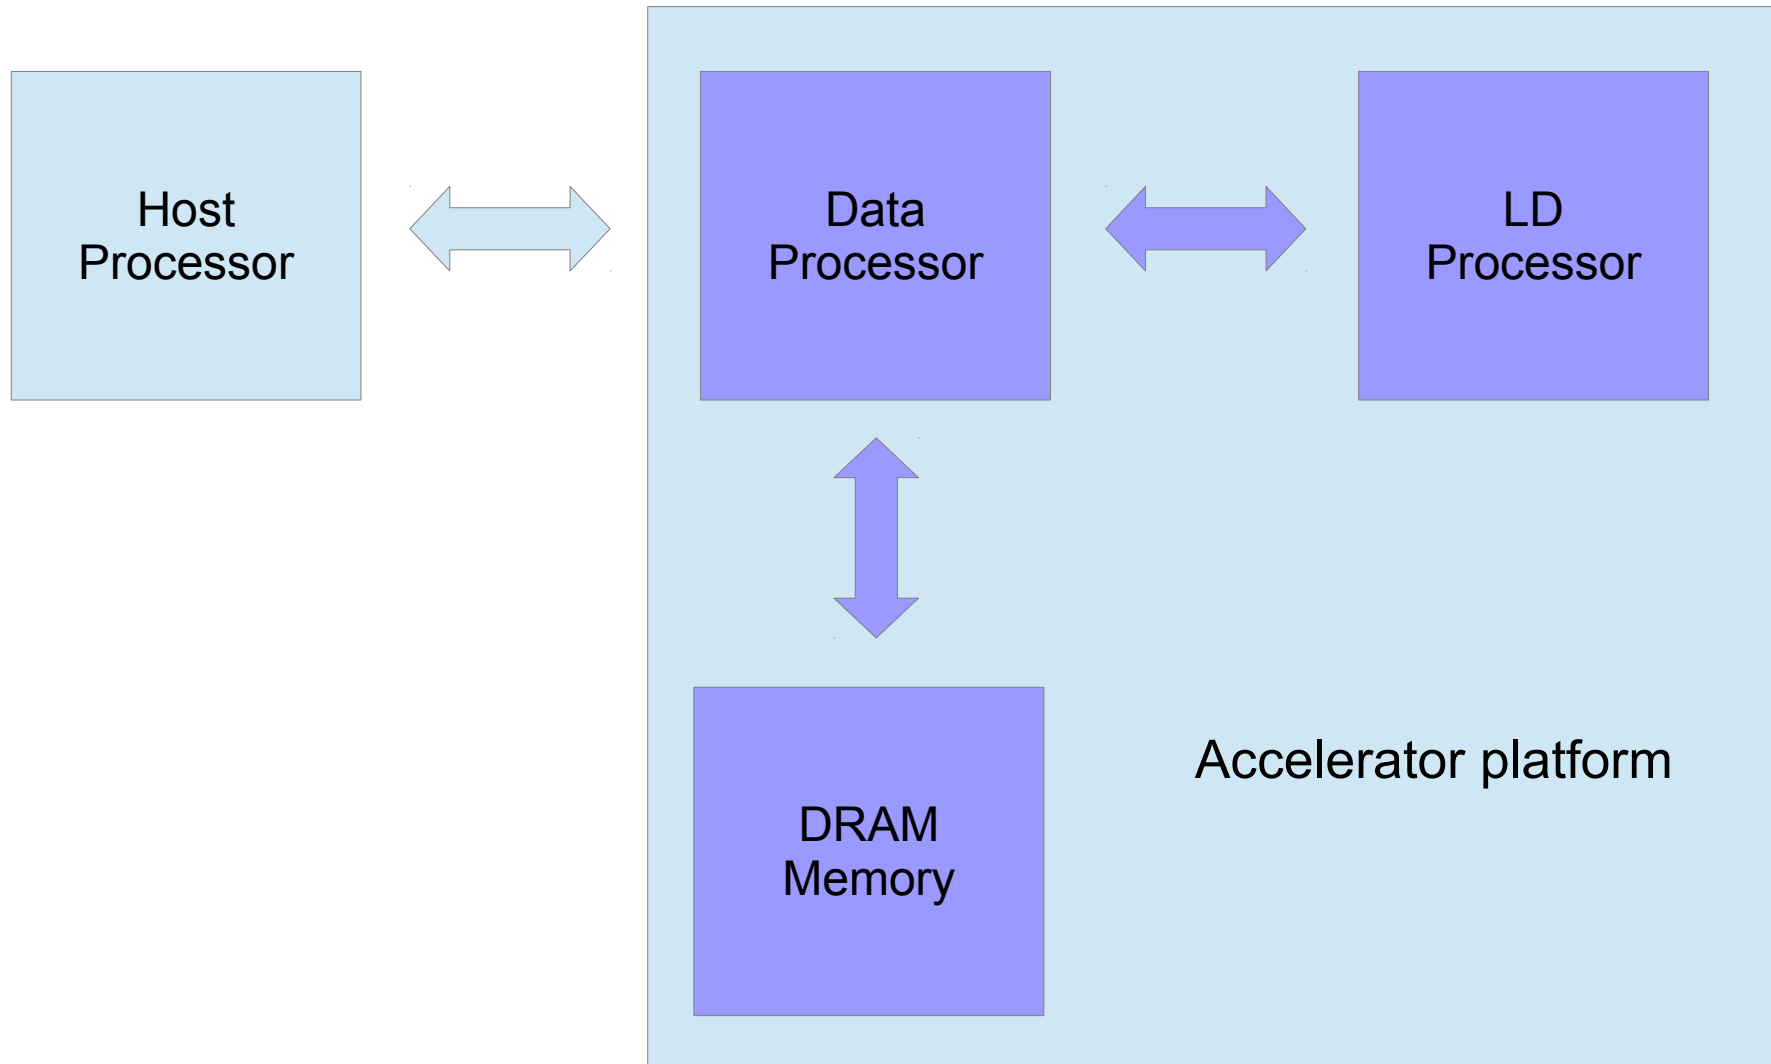 Host
Processor
Data
Processor
LD
Processor
DRAM
Memory
Accelerator platform